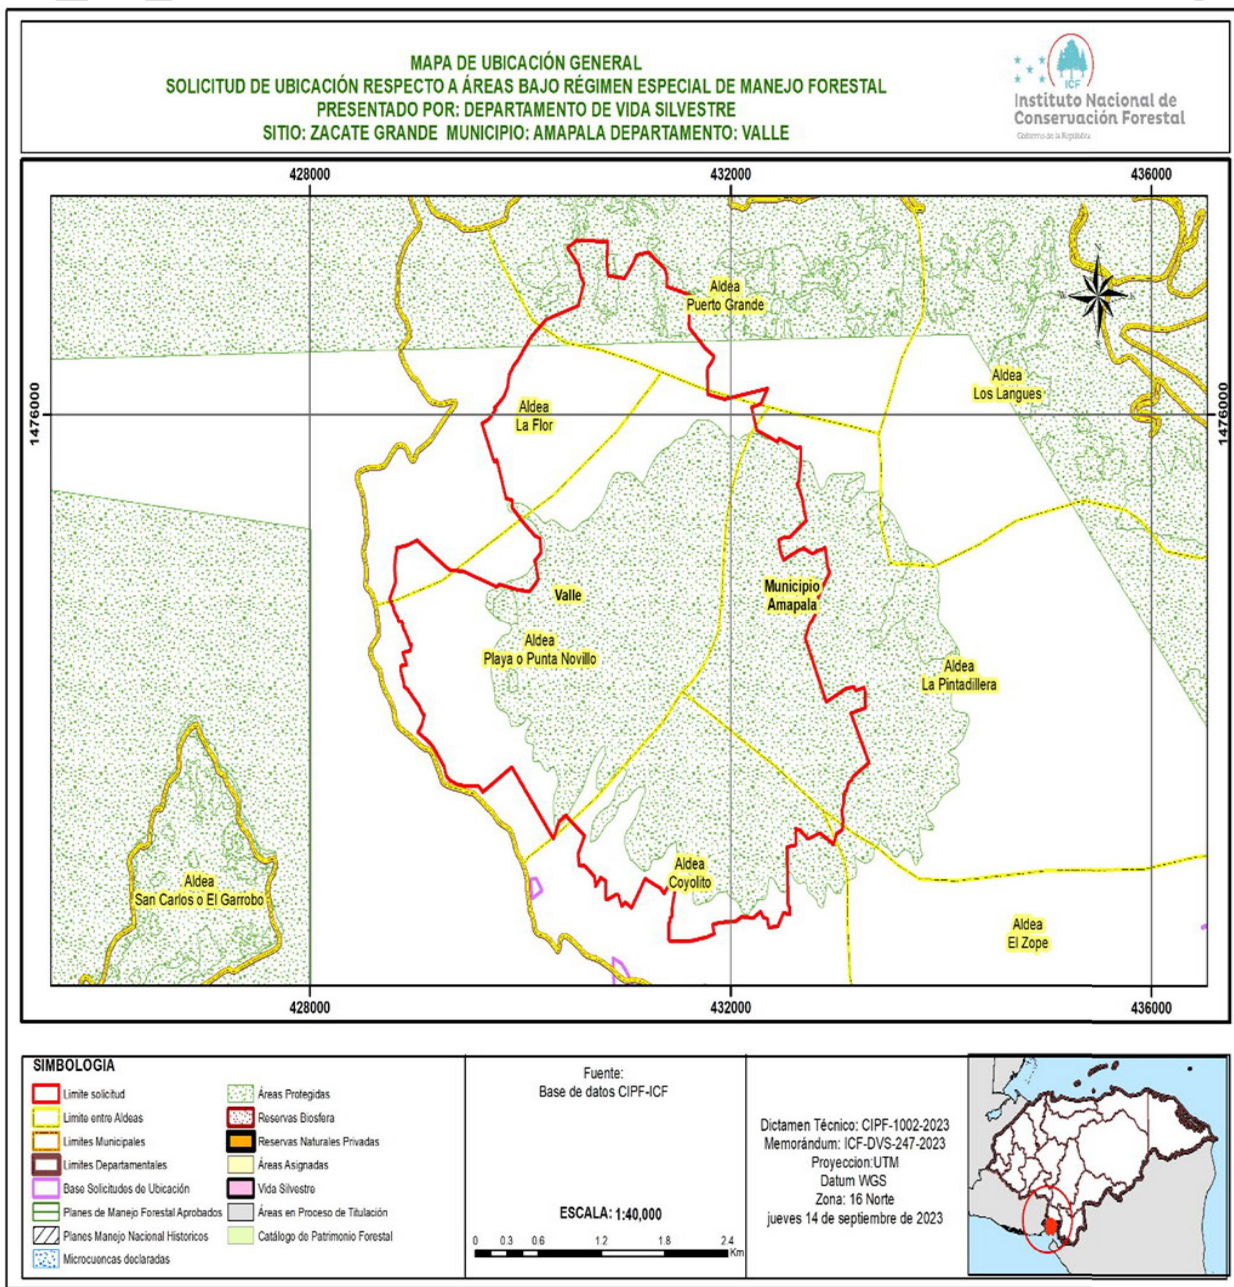 MAPA DE UBICACIÓN GENERAL
SOLICITUD DE UBICACIÓN RESPECTO A ÁREAS BAJO RÉGIMEN ESPECIAL DE MANEJO FORESTAL
PRESENTADO POR: DEPARTAMENTO DE VIDA SILVESTRE
SITIO: ZACATE GRANDE MUNICIPIO: AMAPALA DEPARTAMENTO: VALLE
ICF
Instituto Nacional de
Conservación Forestal
Gobierno de la República
428000
432000
436000
1476000
1476000
Aldea
Puerto Grande
Aldea
Los Langues
Aldea
La Flor
Valle
Municipio
Amapala
Aldea
Playa o Punta Novillo
Aldea
La Pintadillera
Aldea
San Carlos o El Garrobo
Aldea
Coyolito
Aldea
El Zope
428000
432000
436000
SIMBOLOGIA
Limite solicitud
Limite entre Aldeas
Limites Municipales
Limites Departamentales
Base Solicitudes de Ubicación
Planes de Manejo Forestal Aprobados
Planes Manejo Nacional Historicos
Microcuencas declaradas
Áreas Protegidas
Reservas Biosfera
Reservas Naturales Privadas
Áreas Asignadas
Vida Silvestre
Áreas en Proceso de Titulación
Catálogo de Patrimonio Forestal
Fuente:
Base de datos CIPF-ICF
ESCALA: 1:40,000
0 0.3 0.6 1.2 1.8 2.4
Km
Dictamen Técnico: CIPF-1002-2023
Memorándum: ICF-DVS-247-2023
Proyeccion:UTM
Datum WGS
Zona: 16 Norte
jueves 14 de septiembre de 2023